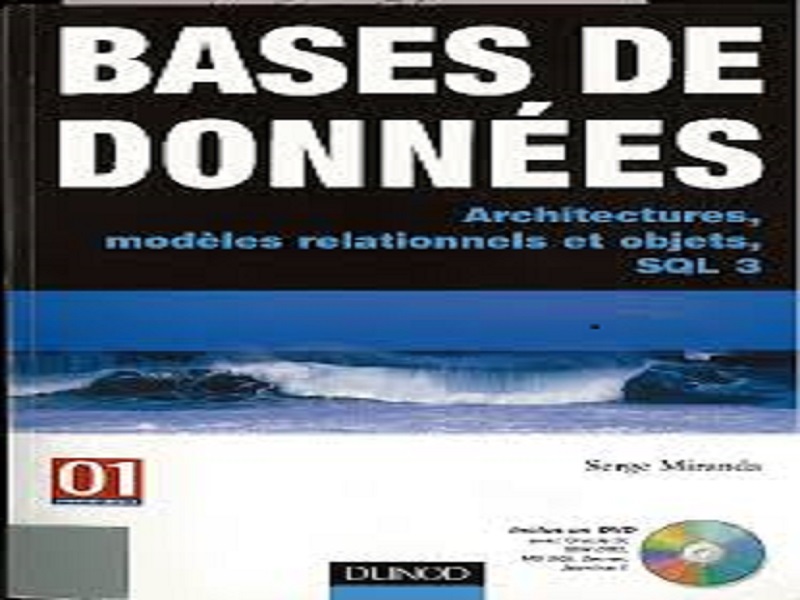 BASES DE
DONNÉES
Architectures,
modèles relationnels et objets,
SQL 3
Serge Miranda
01
Inclus un DVD
DUNOD